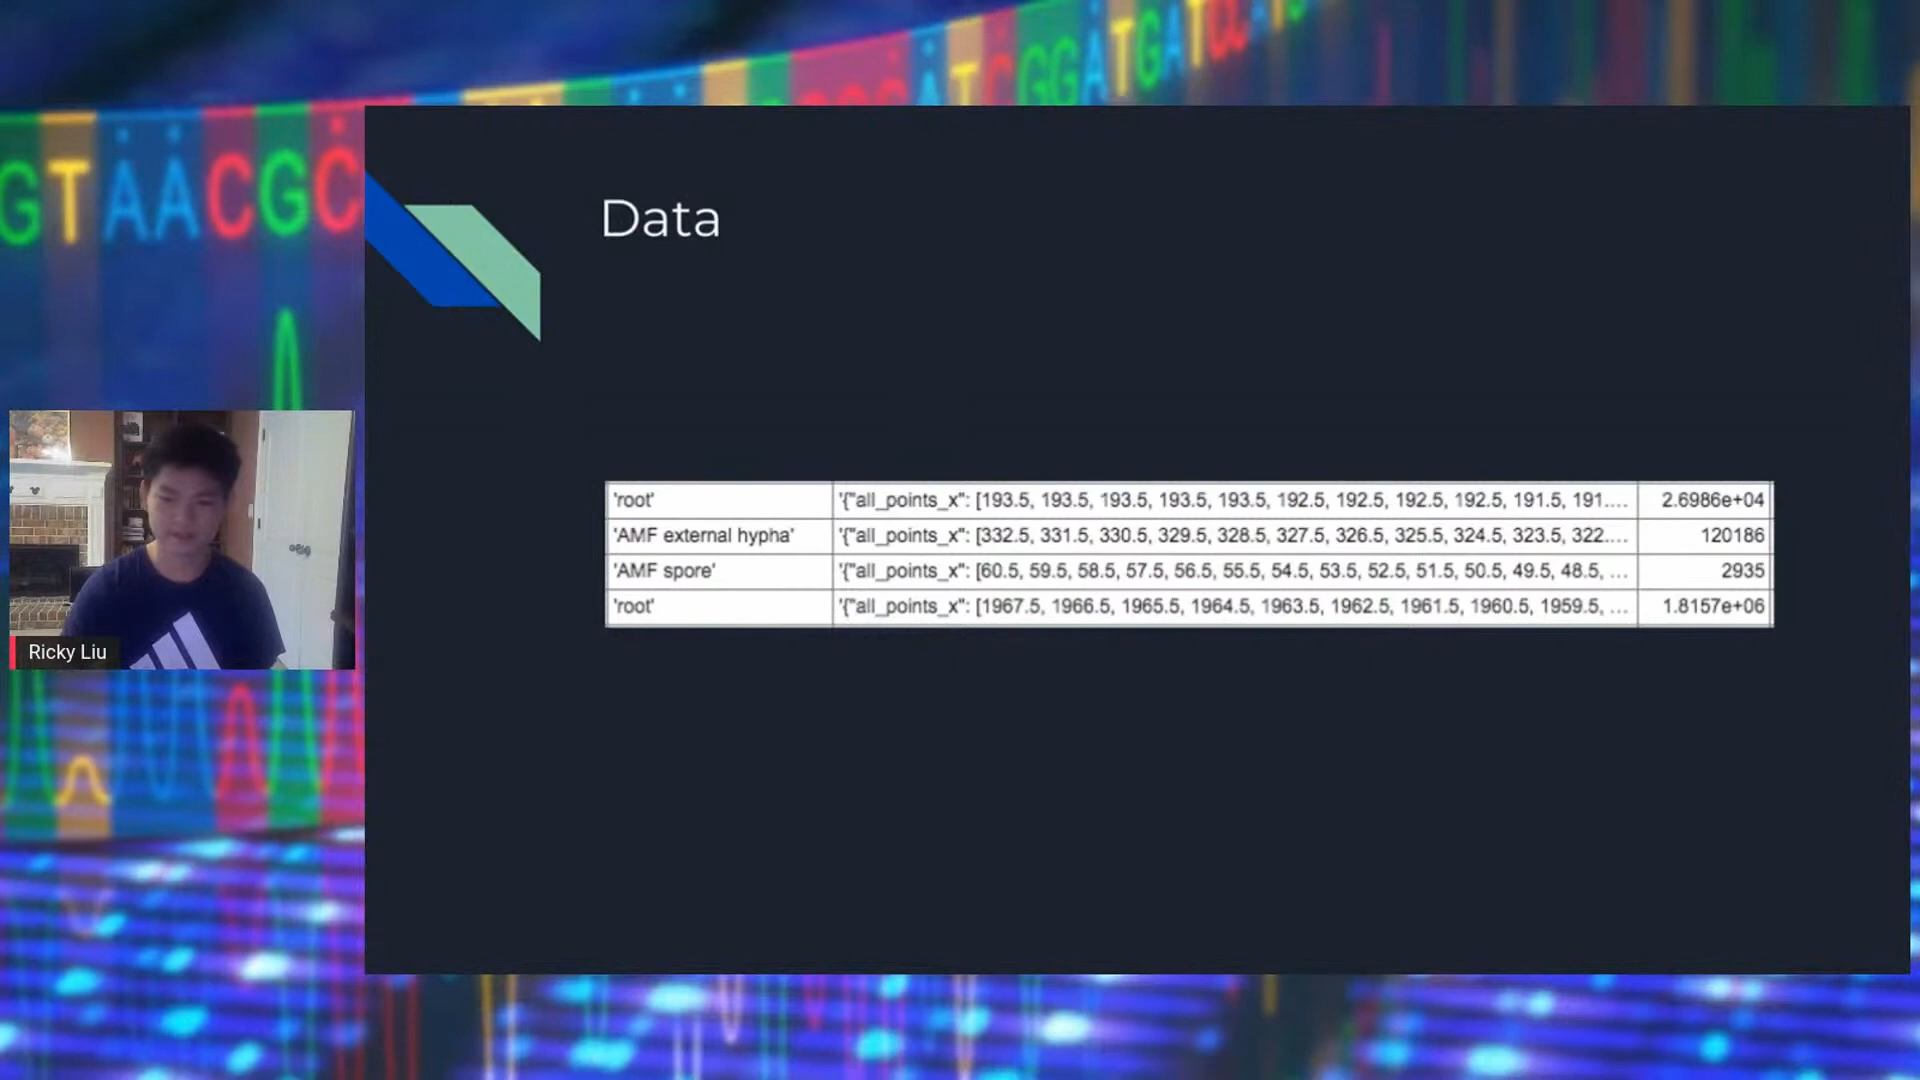 GTAACGC
ATCGGATGATCCATC
Data
'root' '{"all_points_x": [193.5, 193.5, 193.5, 193.5, 193.5, 192.5, 192.5, 192.5, 192.5, 191.5, 191.... 2.6986e+04
'AMF external hypha' '{"all_points_x": [332.5, 331.5, 330.5, 329.5, 328.5, 327.5, 326.5, 325.5, 324.5, 323.5, 322.... 120186
'AMF spore' '{"all_points_x": [60.5, 59.5, 58.5, 57.5, 56.5, 55.5, 54.5, 53.5, 52.5, 51.5, 50.5, 49.5, 48.5, ... 2935
'root' '{"all_points_x": [1967.5, 1966.5, 1965.5, 1964.5, 1963.5, 1962.5, 1961.5, 1960.5, 1959.5, ... 1.8157e+06
Ricky Liu